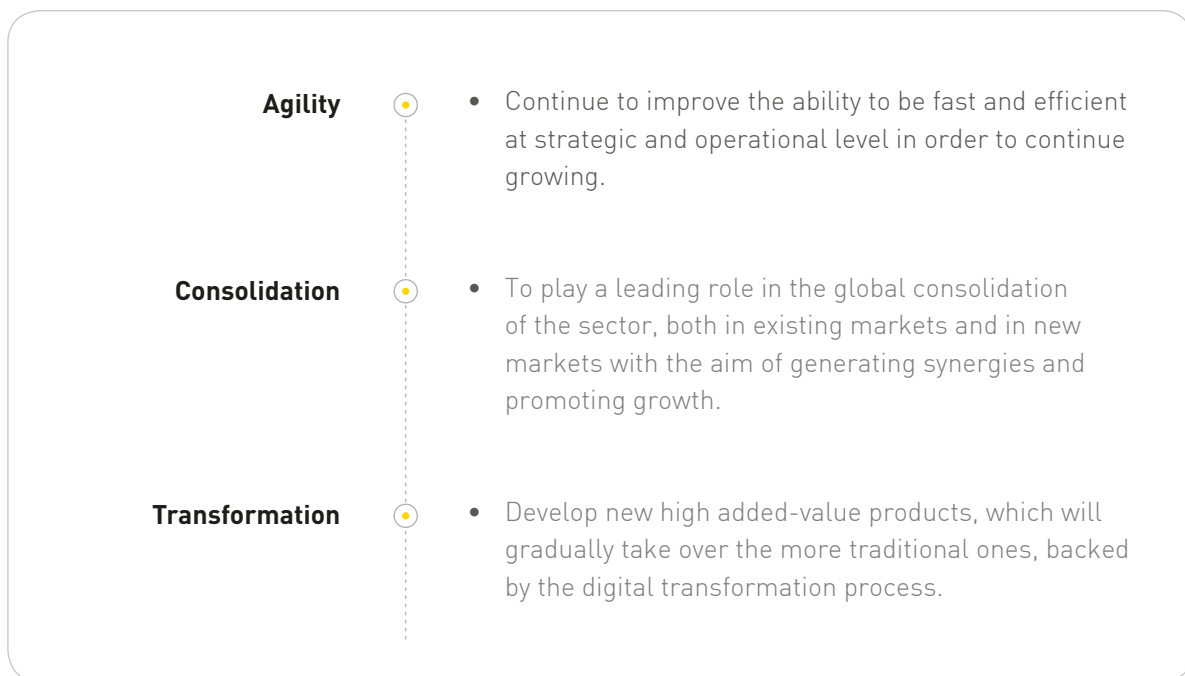 Agility
• Continue to improve the ability to be fast and efficient
at strategic and operational level in order to continue
growing.
Consolidation
• To play a leading role in the global consolidation
of the sector, both in existing markets and in new
markets with the aim of generating synergies and
promoting growth.
Transformation
• Develop new high added-value products, which will
gradually take over the more traditional ones, backed
by the digital transformation process.